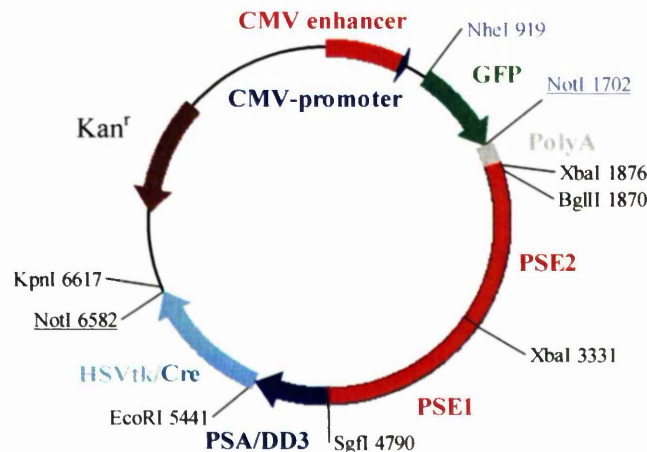 CMV enhancer
NheI 919
GFP
CMV-promoter
NotI 1702
Kanʳ
PolyA
XbaI 1876
BglII 1870
PSE2
KpnI 6617
NotI 6582
XbaI 3331
HSVtk/Cre
PSE1
EcoRI 5441
PSA/DD3
SgfI 4790